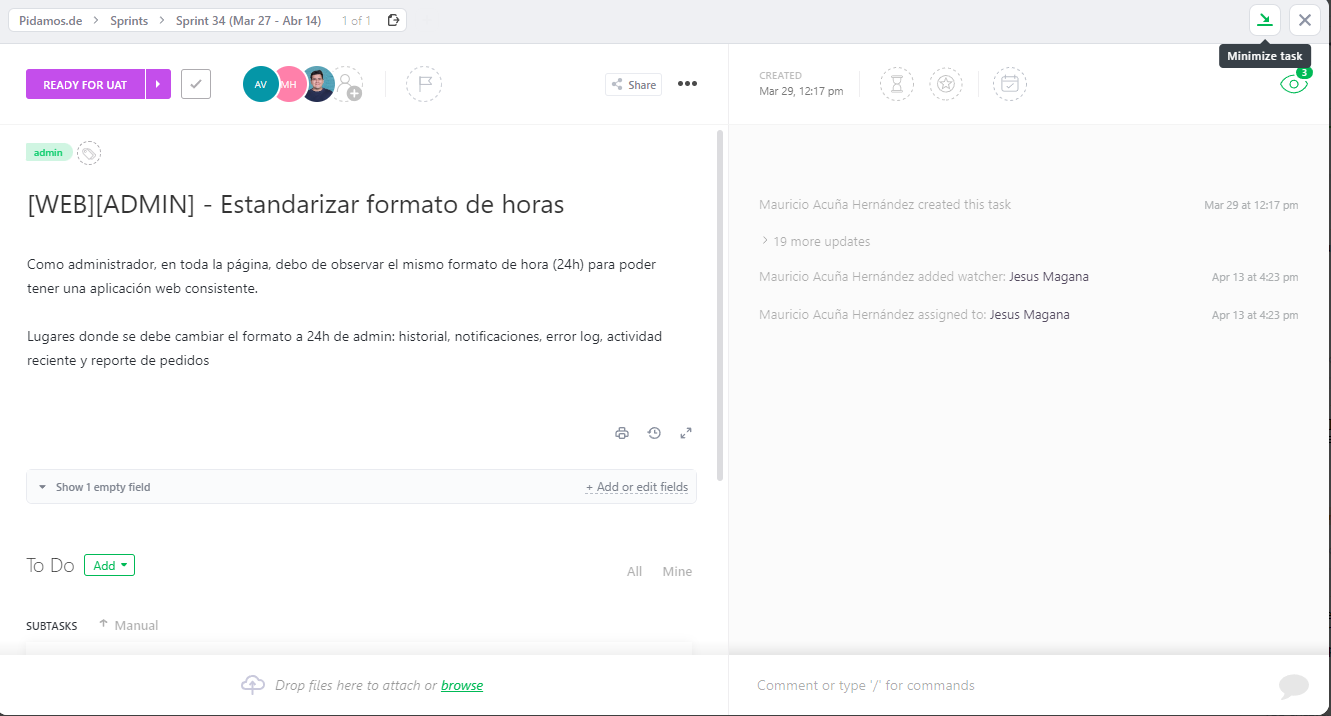 Pidamos.de > Sprints > Sprint 34 (Mar 27 - Abr 14) 1 of 1
Minimize task
READY FOR UAT
AV
MH
Share
CREATED
Mar 29, 12:17 pm
3
admin
[WEB][ADMIN] - Estandarizar formato de horas
Como administrador, en toda la página, debo de observar el mismo formato de hora (24h) para poder
tener una aplicación web consistente.
Lugares donde se debe cambiar el formato a 24h de admin: historial, notificaciones, error log, actividad
reciente y reporte de pedidos
Show 1 empty field
+ Add or edit fields
To Do
Add
All
Mine
SUBTASKS
Manual
Drop files here to attach or browse
Mauricio Acuña Hernández created this task
Mar 29 at 12:17 pm
19 more updates
Mauricio Acuña Hernández added watcher: Jesus Magana
Apr 13 at 4:23 pm
Mauricio Acuña Hernández assigned to: Jesus Magana
Apr 13 at 4:23 pm
Comment or type '/' for commands